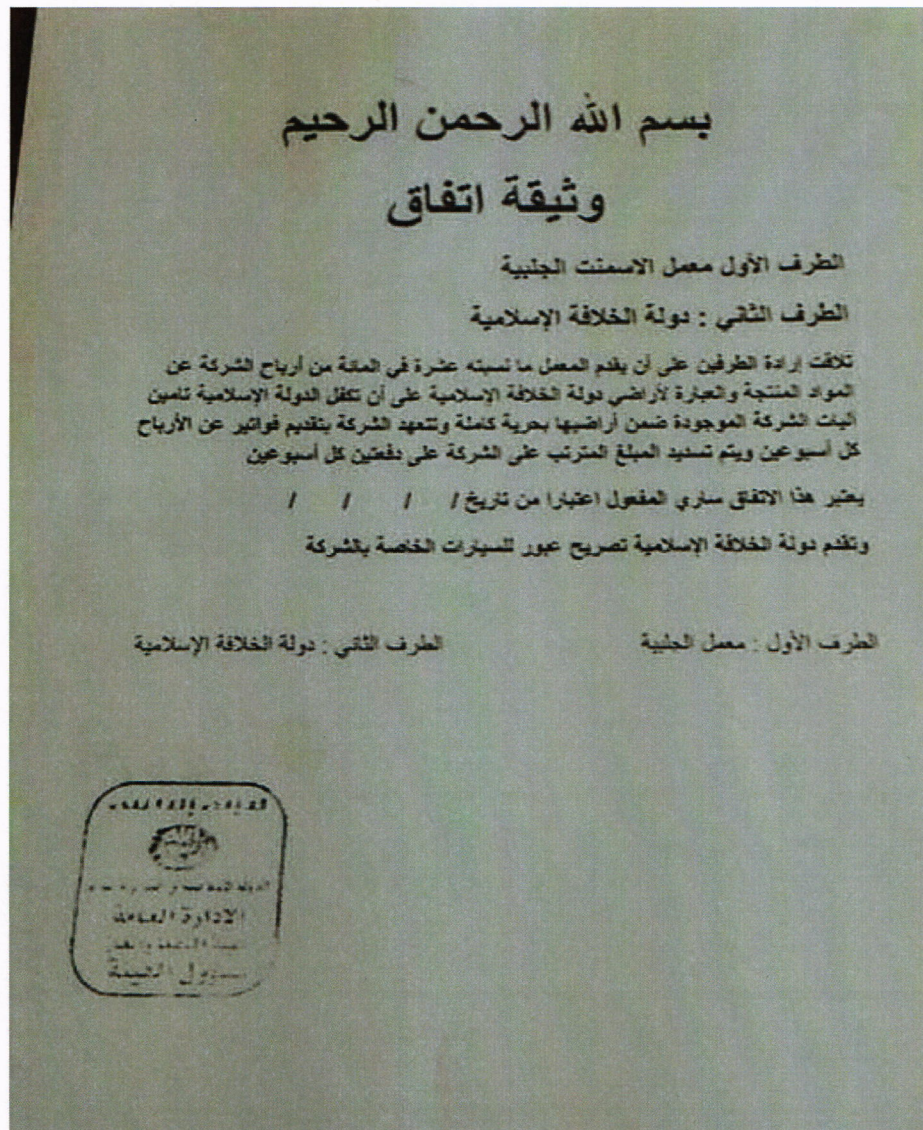 بسم الله الرحمن الرحيم
وثيقة اتفاق
الطرف الأول معمل الاسمنت الجلبية
الطرف الثاني : دولة الخلافة الإسلامية
تلاقت إرادة الطرفين على أن يقدم المعمل ما نسبته عشرة في المائة من أرباح الشركة عن
المواد المنتجة والعبارة لأراضي دولة الخلافة الإسلامية على أن تكفل الدولة الإسلامية تامين
آليات الشركة الموجودة ضمن أراضيها بحرية كاملة وتتعهد الشركة بتقديم فواتير عن الأرباح
كل أسبوعين ويتم تسديد المبلغ المترتب على الشركة على دفعتين كل أسبوعين
يعتبر هذا الاتفاق ساري المفعول اعتبارا من تاريخ / / / /
وتقدم دولة الخلافة الإسلامية تصريح عبور للسيارات الخاصة بالشركة
الطرف الأول : معمل الجلبية
الطرف الثاني : دولة الخلافة الإسلامية
الادارة العامة